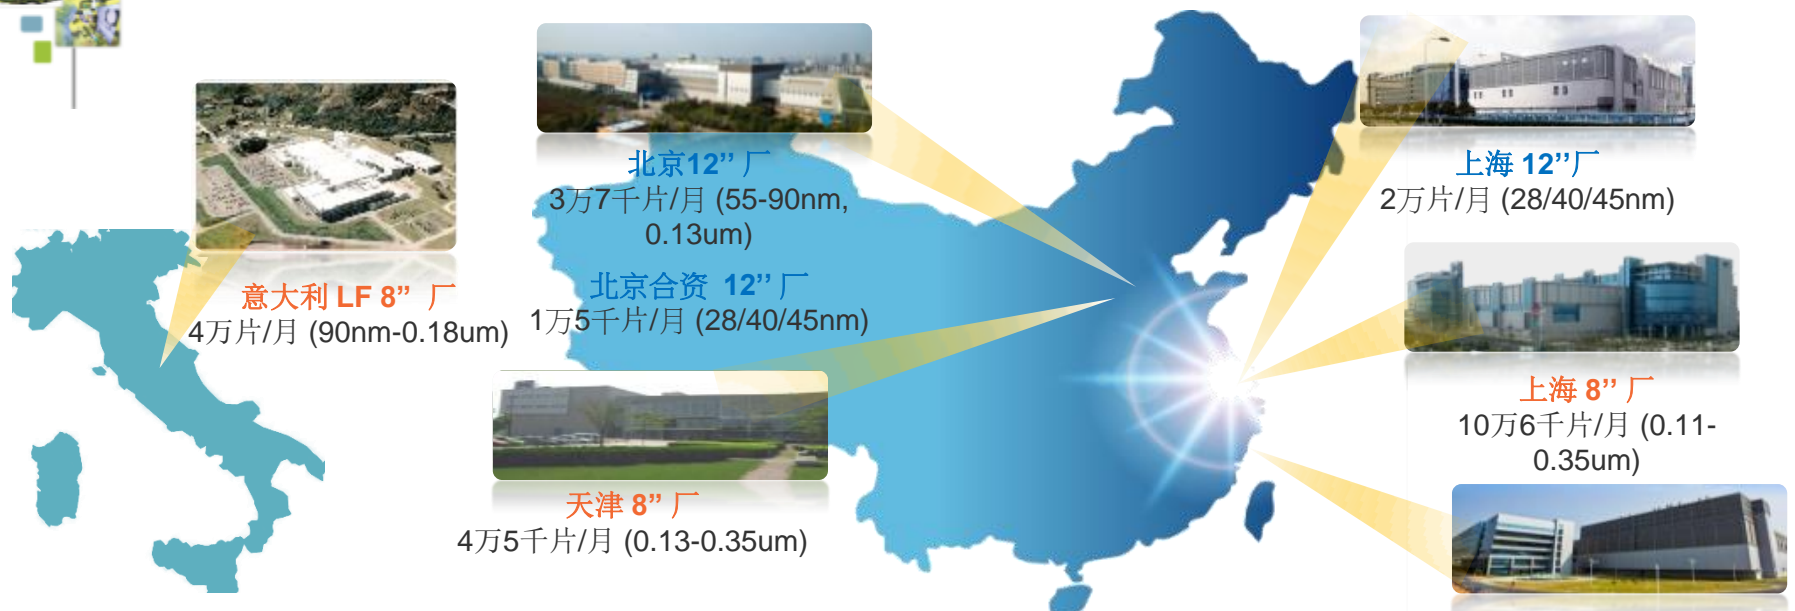 北京12’’ 厂
3万7千片/月 (55-90nm,
0.13um)
北京合资 12’’ 厂
1万5千片/月 (28/40/45nm)
上海 12’’厂
2万片/月 (28/40/45nm)
意大利 LF 8” 厂
4万片/月 (90nm-0.18um)
上海 8’’ 厂
10万6千片/月 (0.11-
0.35um)
天津 8” 厂
4万5千片/月 (0.13-0.35um)